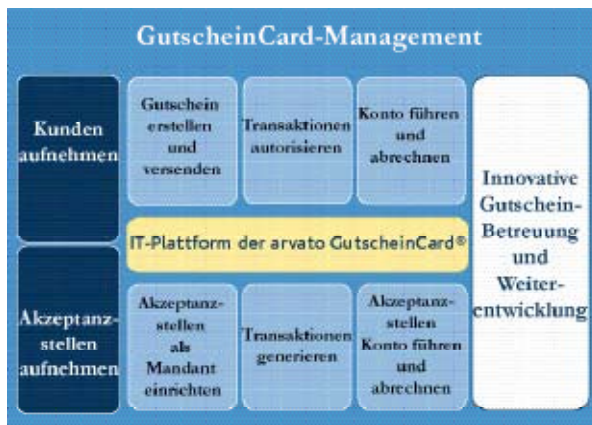 GutscheinCard-Management
Kunden
aufnehmen
Gutschein
erstellen
und
versenden
Transaktionen
autorisieren
Konto führen
und
abrechnen
Innovative
Gutschein-
Betreuung
und
Weiter-
entwicklung
IT-Plattform der arvato GutscheinCard®
Akzeptanz-
stellen
aufnehmen
Akzeptanz-
stellen
als
Mandant
einrichten
Transaktionen
generieren
Akzeptanz-
stellen
Konto führen
und
abrechnen